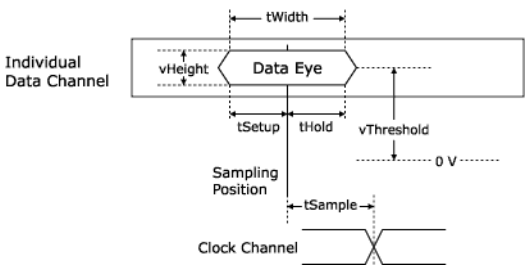 tWidth
Individual
Data Channel
vHeight
Data Eye
tSetup
tHold
vThreshold
0 V
Sampling
Position
tSample
Clock Channel